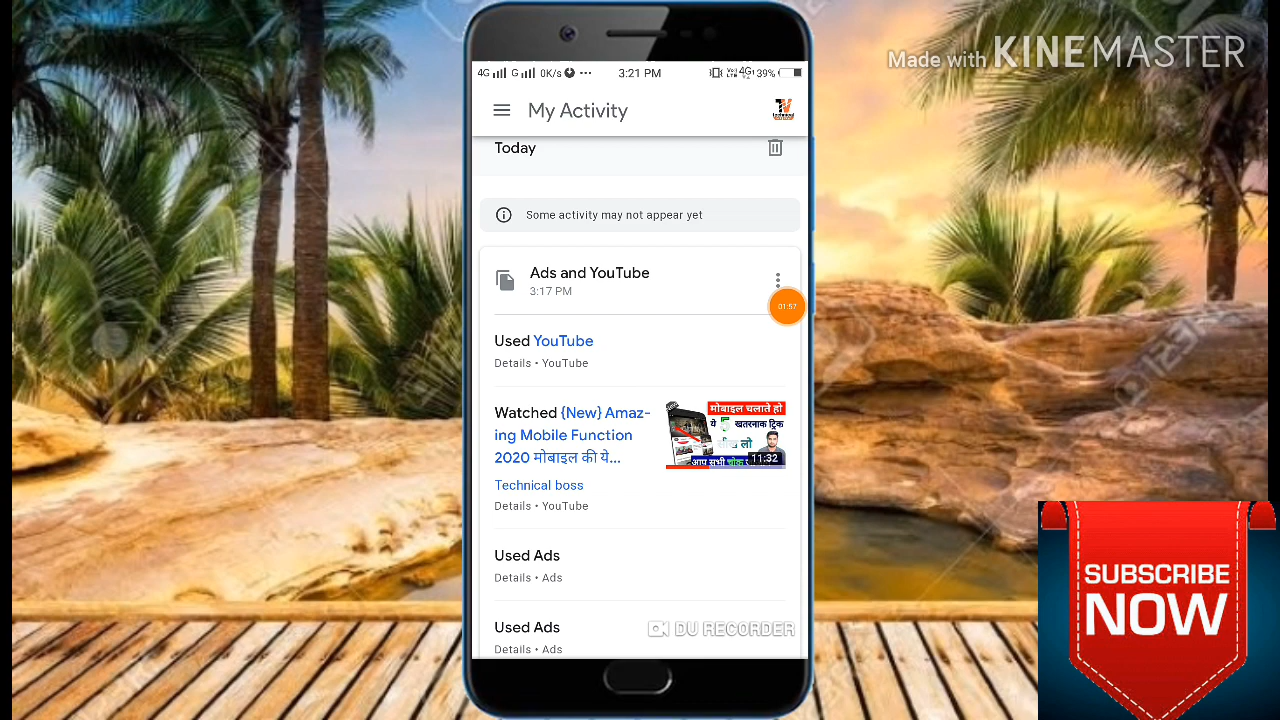 Made with KINEMASTER
4G G 0K/s 3:21 PM 4G 39%
My Activity
Today
Some activity may not appear yet
Ads and YouTube
3:17 PM
01:57
Used YouTube
Details • YouTube
Watched {New} Amaz-
ing Mobile Function
2020 मोबाइल की ये...
Technical boss
Details • YouTube
मोबाइल चलाते हो
ये खतरनाक ट्रिक
लो
आप सभी
11:32
Used Ads
Details • Ads
Used Ads
Details • Ads
DU RECORDER
SUBSCRIBE
NOW